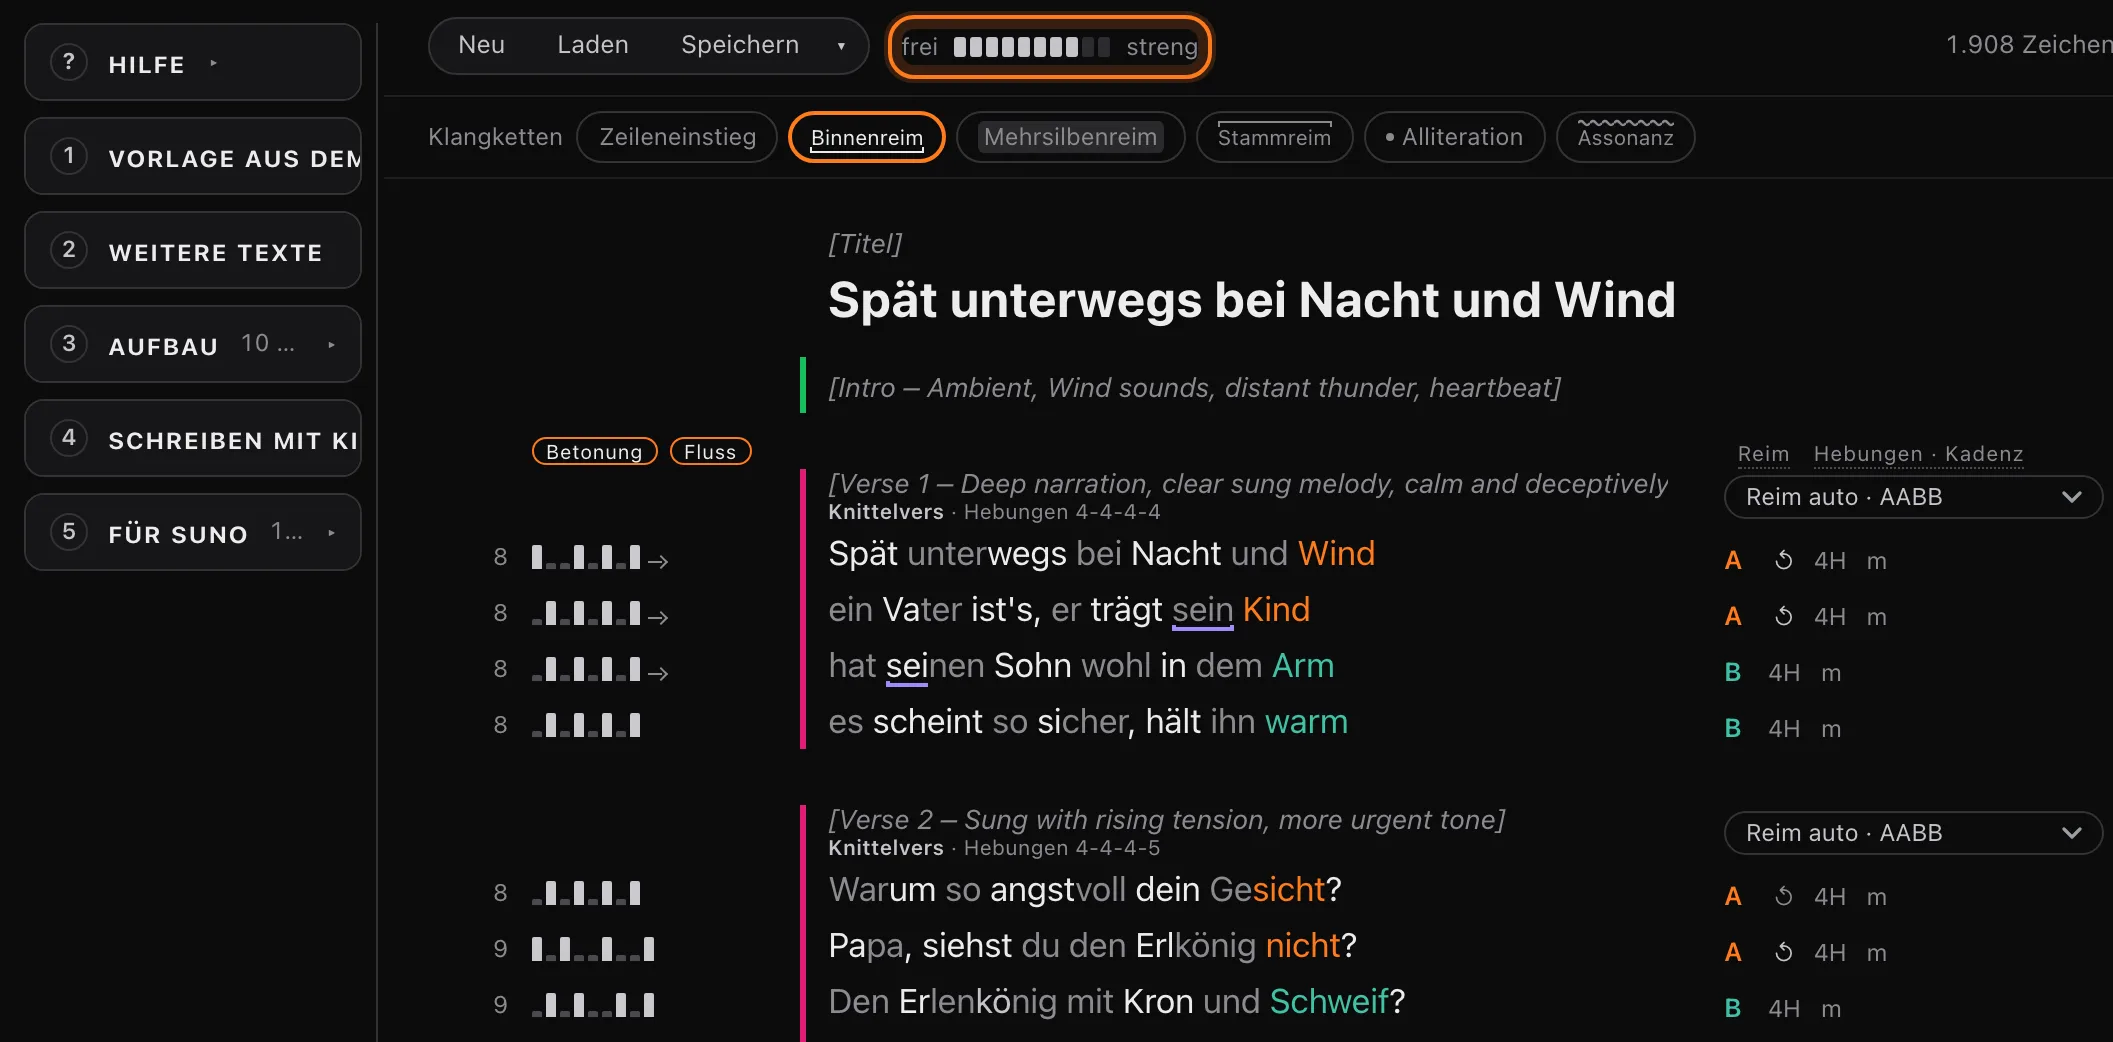 ? HILFE ▸
1 VORLAGE AUS DEM
2 WEITERE TEXTE
3 AUFBAU 10 ... ▸
4 SCHREIBEN MIT KI
5 FÜR SUNO 1... ▸
Neu Laden Speichern ▾ frei streng 1.908 Zeichen
Klangketten Zeileneinstieg Binnenreim Mehrsilbenreim Stammreim • Alliteration Assonanz
[Titel]
Spät unterwegs bei Nacht und Wind
[Intro – Ambient, Wind sounds, distant thunder, heartbeat]
Betonung Fluss Reim Hebungen · Kadenz
[Verse 1 – Deep narration, clear sung melody, calm and deceptively
Reim auto · AABB
Knittelvers · Hebungen 4-4-4-4
8 → Spät unterwegs bei Nacht und Wind A ↺ 4H m
8 → ein Vater ist's, er trägt sein Kind A ↺ 4H m
8 → hat seinen Sohn wohl in dem Arm B 4H m
8 es scheint so sicher, hält ihn warm B 4H m
[Verse 2 – Sung with rising tension, more urgent tone]
Reim auto · AABB
Knittelvers · Hebungen 4-4-4-5
8 Warum so angstvoll dein Gesicht? A ↺ 4H m
9 Papa, siehst du den Erlkönig nicht? A ↺ 4H m
9 Den Erlenkönig mit Kron und Schweif? B 4H m